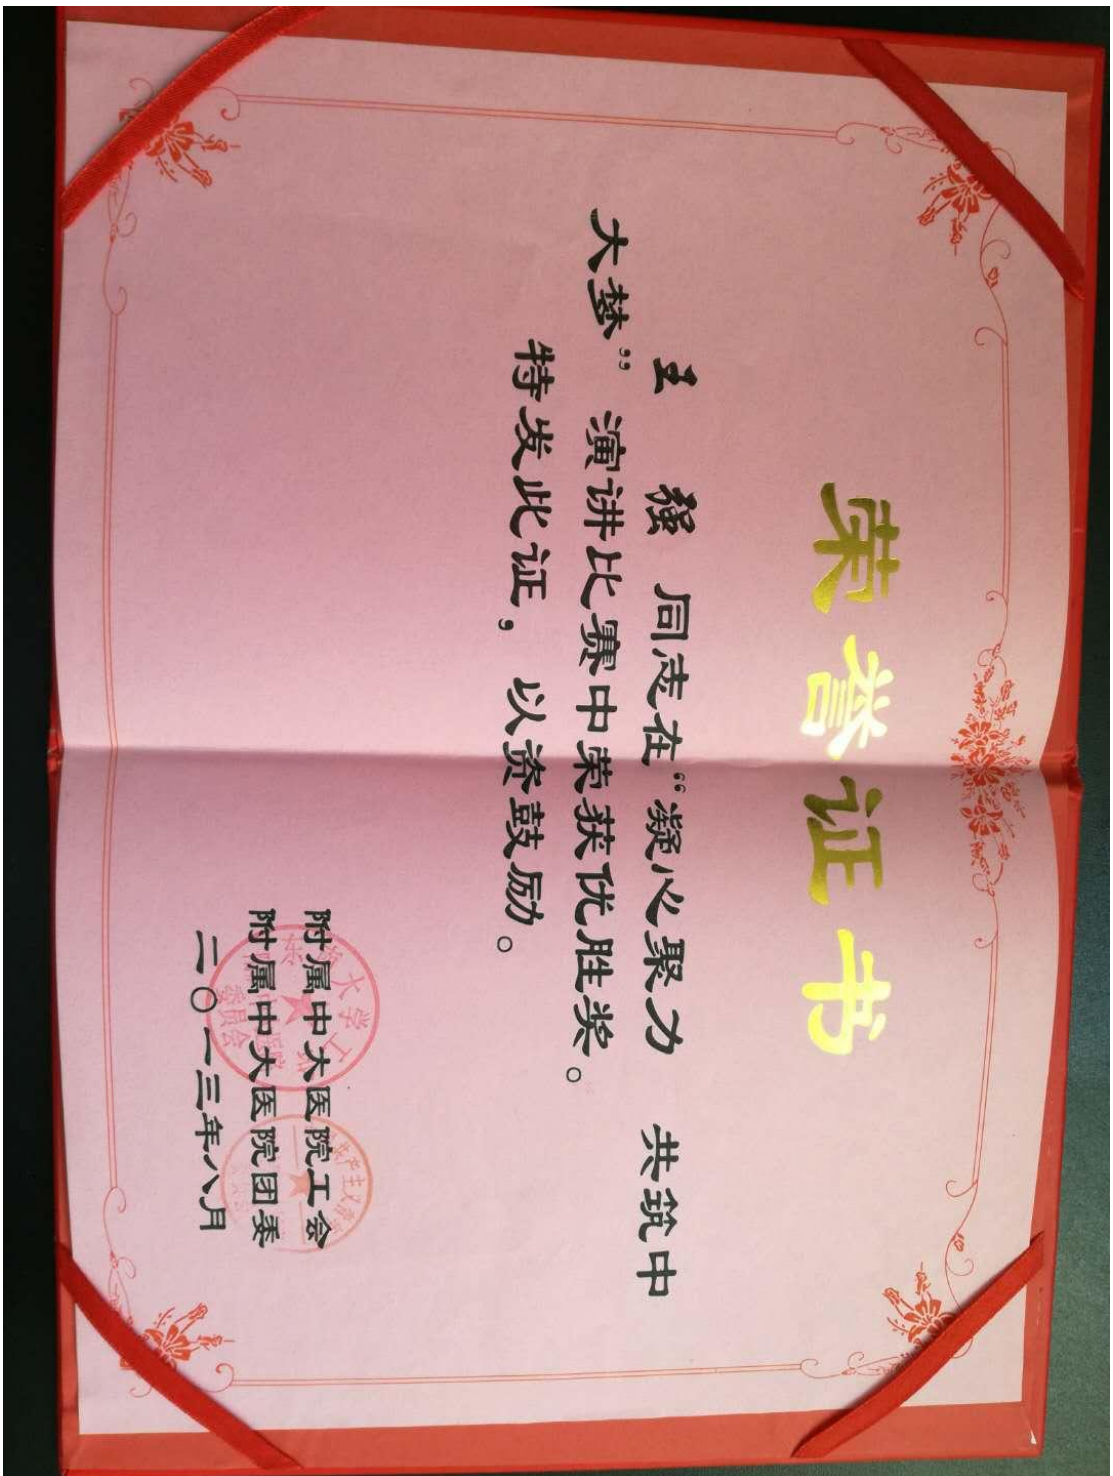 荣誉证书
王 强 同志在“凝心聚力 共筑中
大梦”演讲比赛中荣获优胜奖。
特发此证，以资鼓励。
附属中大医院工会
附属中大医院团委
二〇一三年八月